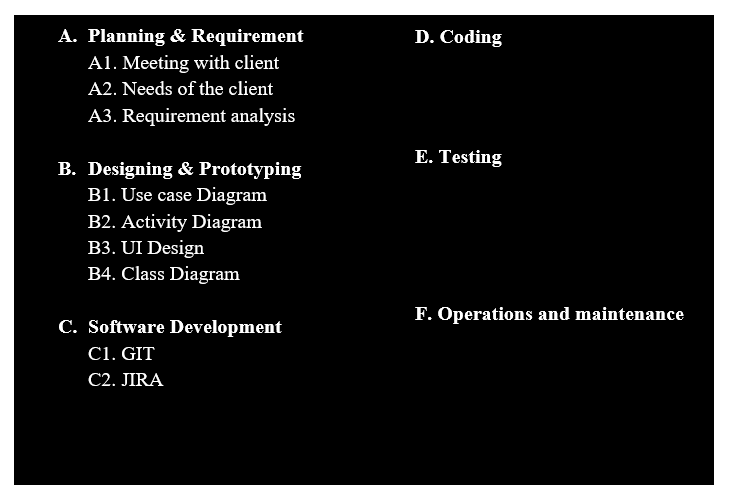 A. Planning & Requirement
A1. Meeting with client
A2. Needs of the client
A3. Requirement analysis
B. Designing & Prototyping
B1. Use case Diagram
B2. Activity Diagram
B3. UI Design
B4. Class Diagram
C. Software Development
C1. GIT
C2. JIRA
D. Coding
E. Testing
F. Operations and maintenance